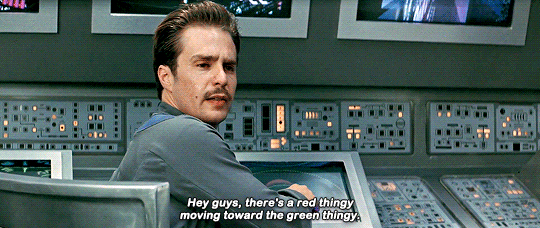 Hey guys, there's a red thingy
moving toward the green thingy,